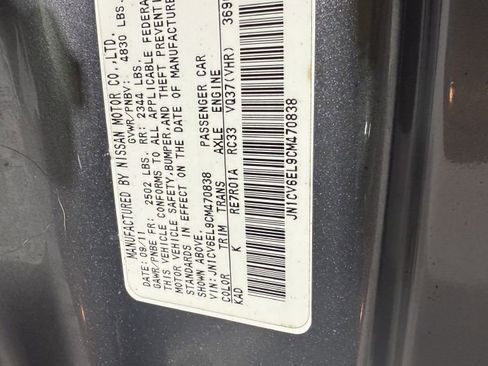 MANUFACTURED BY NISSAN MOTOR CO.,LTD.
GVWR/PNBV: 4830 LBS.
DATE: 09/11
GAWR/PNBE FR: 2502 LBS. RR: 2344 LBS.
THIS VEHICLE CONFORMS TO ALL APPLICABLE FEDERAL
MOTOR VEHICLE SAFETY,BUMPER,AND THEFT PREVENTION
STANDARDS IN EFFECT ON THE DATE OF MANUFACTURE
SHOWN ABOVE.
VIN: JN1CV6EL9CM470838 PASSENGER CAR
COLOR TRIM TRANS AXLE ENGINE
KAD K RE7R01A RC33 VQ37(VHR) 369
JN1CV6EL9CM470838